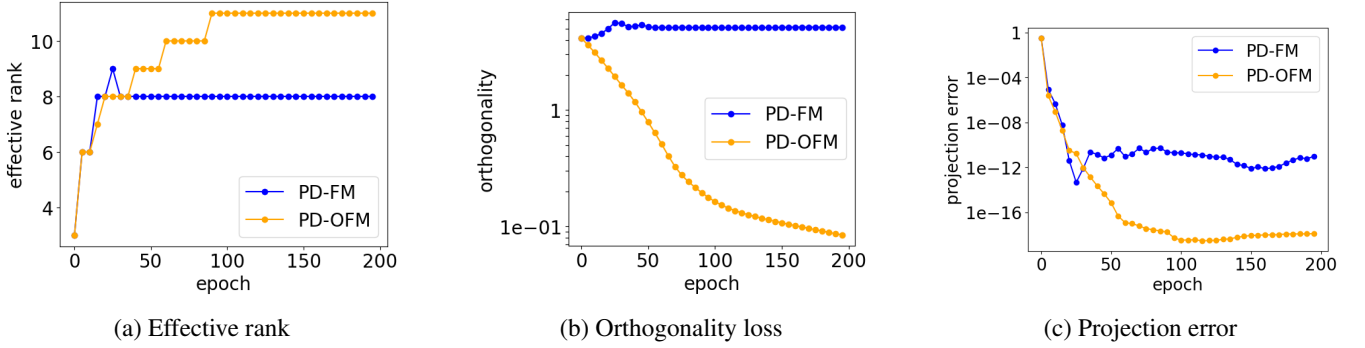 10
8
6
4
effective rank
PD-FM
PD-OFM
0
50
100
150
200
epoch
(a) Effective rank
1
1e−01
orthogonality
PD-FM
PD-OFM
0
50
100
150
200
epoch
(b) Orthogonality loss
1
1e−04
1e−08
1e−12
1e−16
projection error
PD-FM
PD-OFM
0
50
100
150
200
epoch
(c) Projection error